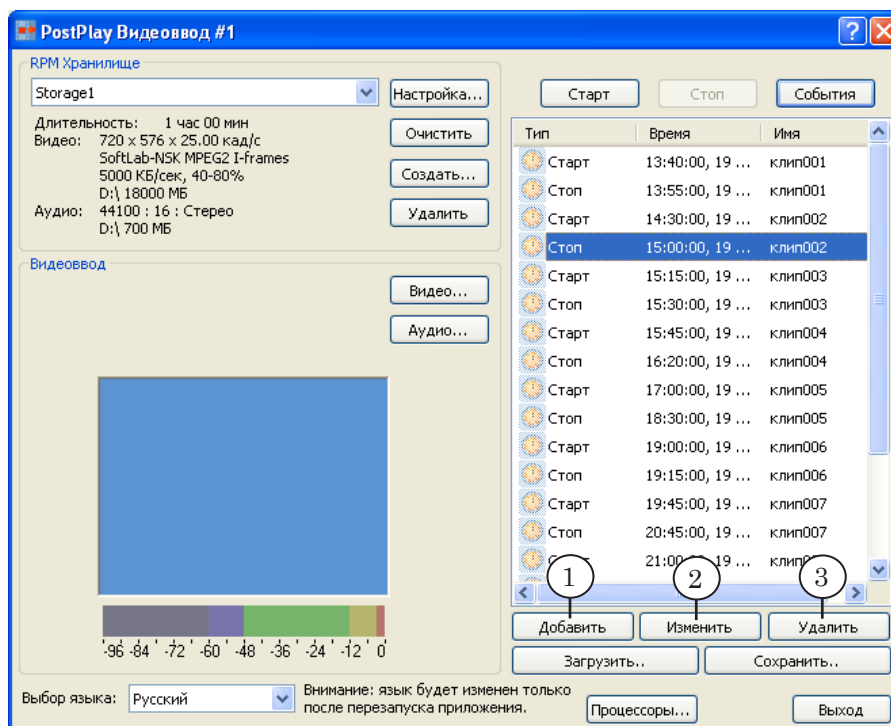 PostPlay Видеоввод #1
RPM Хранилище
Storage1
Настройка...
Длительность: 1 час 00 мин
Видео: 720 x 576 x 25.00 кад/с
SoftLab-NSK MPEG2 I-frames
5000 КБ/сек, 40-80%
D:\ 18000 МБ
Аудио: 44100 : 16 : Стерео
D:\ 700 МБ
Очистить
Создать...
Удалить
Видеоввод
Видео...
Аудио...
-96 -84 -72 -60 -48 -36 -24 -12 0
Старт Стоп События
Тип Время Имя
Старт 13:40:00, 19 ... клип001
Стоп 13:55:00, 19 ... клип001
Старт 14:30:00, 19 ... клип002
Стоп 15:00:00, 19 ... клип002
Старт 15:15:00, 19 ... клип003
Стоп 15:30:00, 19 ... клип003
Старт 15:45:00, 19 ... клип004
Стоп 16:20:00, 19 ... клип004
Старт 17:00:00, 19 ... клип005
Стоп 18:30:00, 19 ... клип005
Старт 19:00:00, 19 ... клип006
Стоп 19:15:00, 19 ... клип006
Старт 19:45:00, 19 ... клип007
Стоп 20:45:00, 19 ... клип007
19 ...
1 2 3
Добавить Изменить Удалить
Загрузить.. Сохранить..
Выбор языка: Русский
Внимание: язык будет изменен только
после перезапуска приложения.
Процессоры... Выход